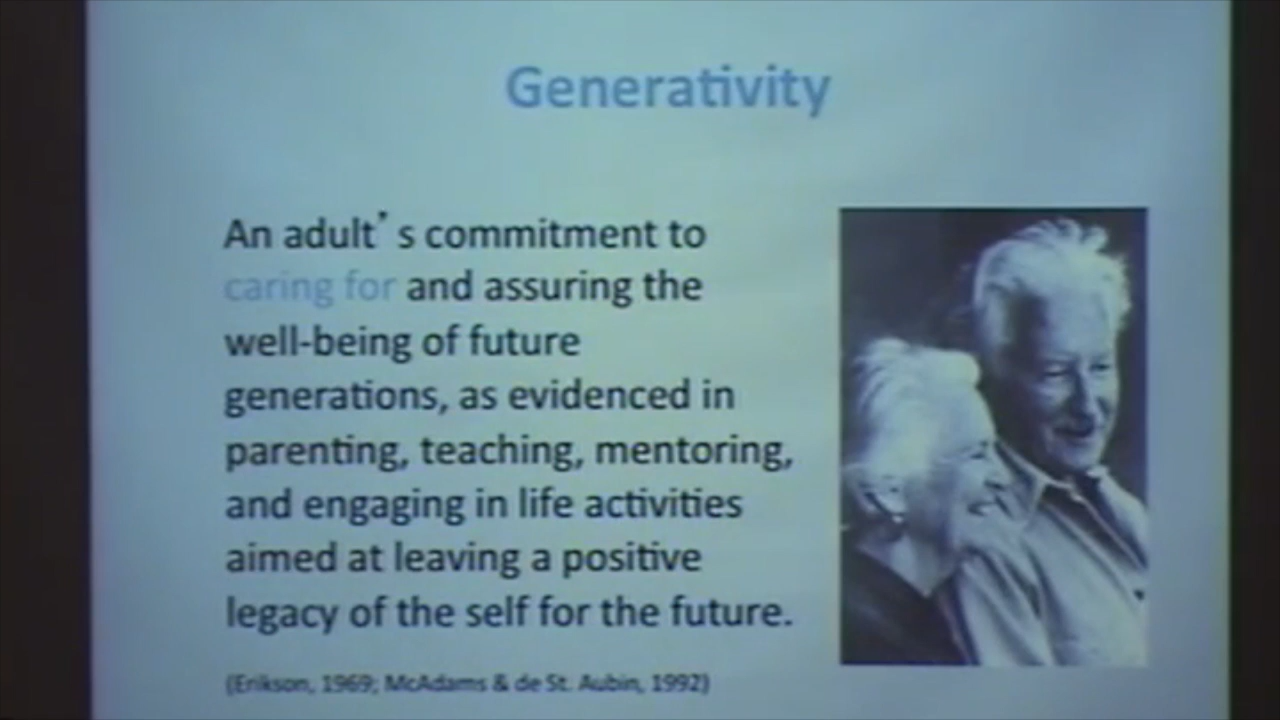 Generativity
An adult’ s commitment to
caring for and assuring the
well-being of future
generations, as evidenced in
parenting, teaching, mentoring,
and engaging in life activities
aimed at leaving a positive
legacy of the self for the future.
(Erikson, 1969; McAdams & de St. Aubin, 1992)